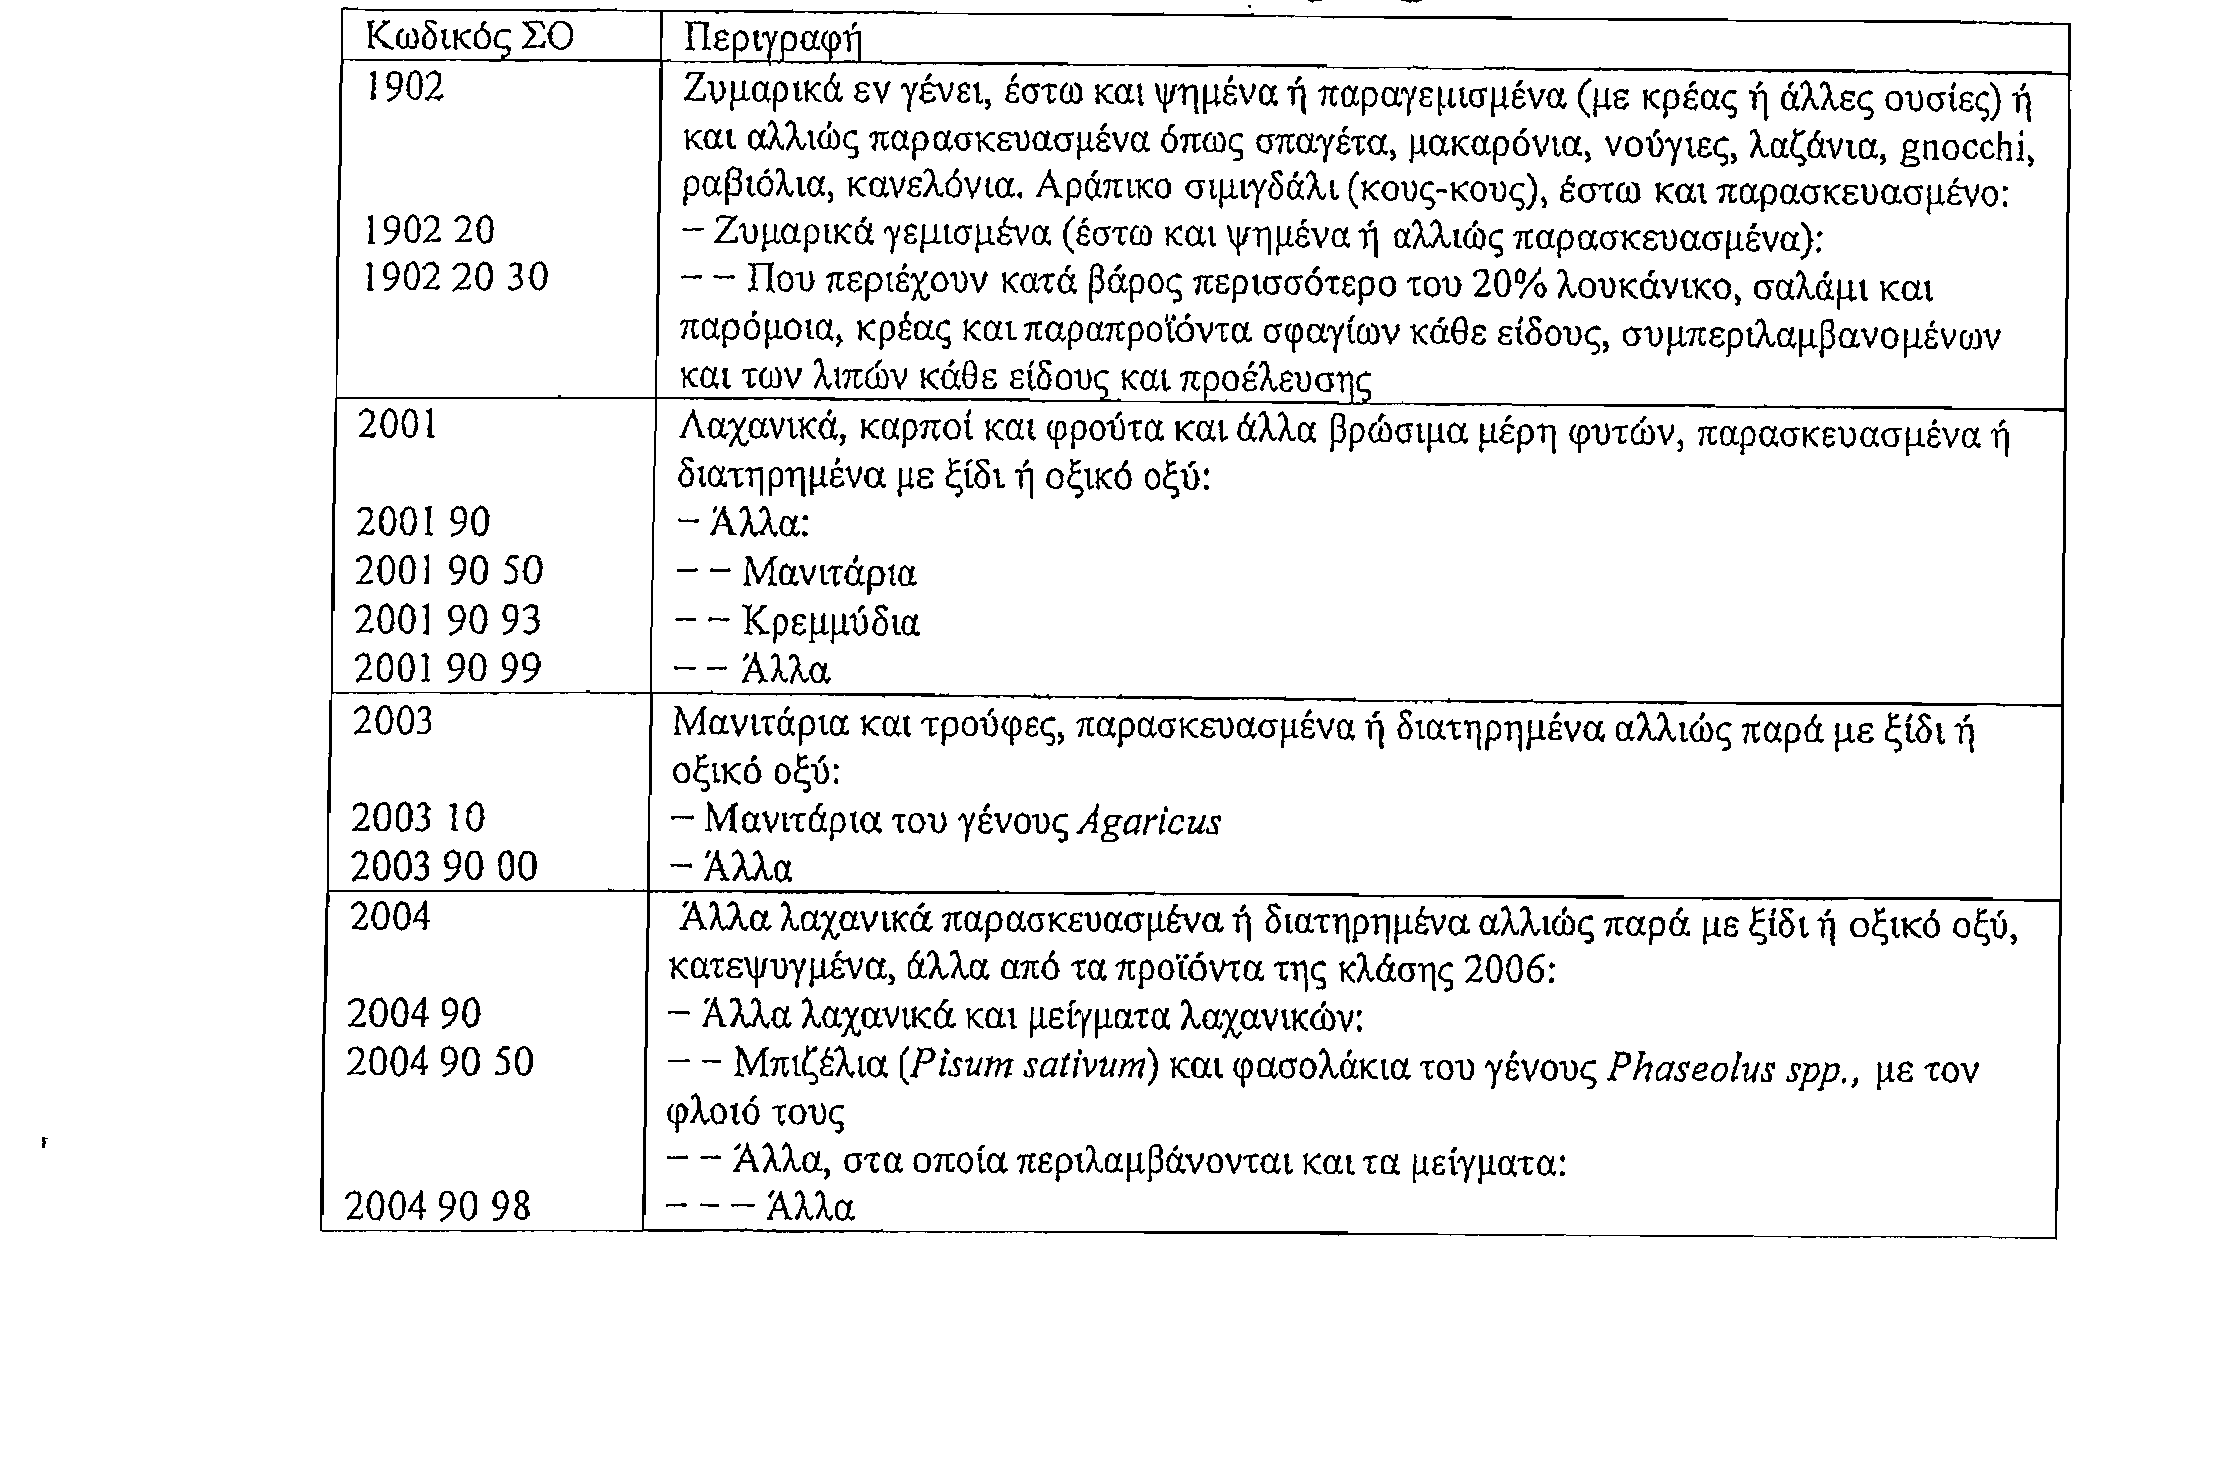 Κωδικός ΣΟ Περιγραφή
1902 Ζυμαρικά εν γένει, έστω και ψημένα ή παραγεμισμένα (με κρέας ή άλλες ουσίες) ή
και αλλιώς παρασκευασμένα όπως σπαγέτα, μακαρόνια, νούγιες, λαζάνια, gnocchi,
ραβιόλια, κανελόνια. Αράπικο σιμιγδάλι (κους-κους), έστω και παρασκευασμένο:
1902 20 – Ζυμαρικά γεμισμένα (έστω και ψημένα ή αλλιώς παρασκευασμένα):
1902 20 30 – – Που περιέχουν κατά βάρος περισσότερο του 20% λουκάνικο, σαλάμι και
παρόμοια, κρέας και παραπροϊόντα σφαγίων κάθε είδους, συμπεριλαμβανομένων
και των λιπών κάθε είδους και προέλευσης
2001 Λαχανικά, καρποί και φρούτα και άλλα βρώσιμα μέρη φυτών, παρασκευασμένα ή
διατηρημένα με ξίδι ή οξικό οξύ:
2001 90 – Άλλα:
2001 90 50 – – Μανιτάρια
2001 90 93 – – Κρεμμύδια
2001 90 99 – – Άλλα
2003 Μανιτάρια και τρούφες, παρασκευασμένα ή διατηρημένα αλλιώς παρά με ξίδι ή
οξικό οξύ:
2003 10 – Μανιτάρια του γένους Agaricus
2003 90 00 – Άλλα
2004 Άλλα λαχανικά παρασκευασμένα ή διατηρημένα αλλιώς παρά με ξίδι ή οξικό οξύ,
κατεψυγμένα, άλλα από τα προϊόντα της κλάσης 2006:
2004 90 – Άλλα λαχανικά και μείγματα λαχανικών:
2004 90 50 – – Μπιζέλια (Pisum sativum) και φασολάκια του γένους Phaseolus spp., με τον
φλοιό τους
– – Άλλα, στα οποία περιλαμβάνονται και τα μείγματα:
2004 90 98 – – – Άλλα